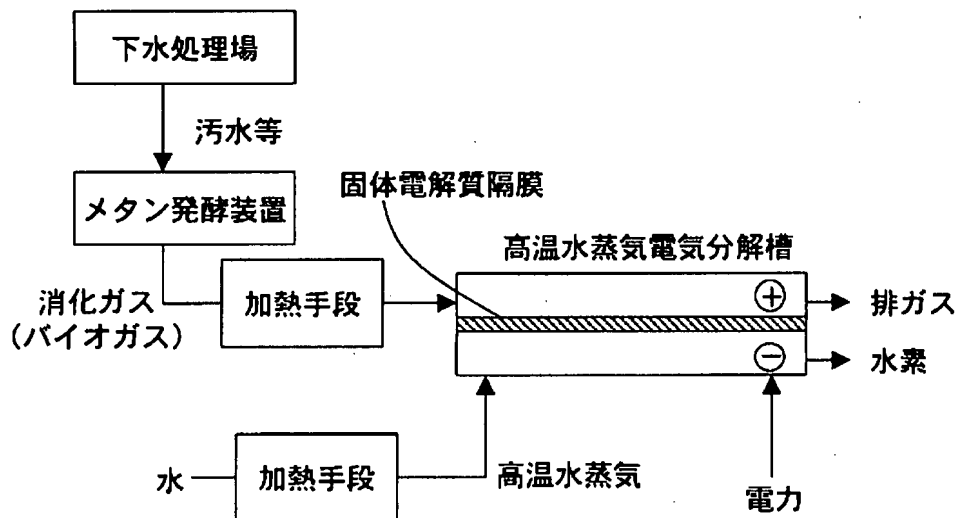 下水処理場
汚水等
メタン発酵装置
固体電解質隔膜
高温水蒸気電気分解槽
消化ガス
(バイオガス)
加熱手段
+
排ガス
−
水素
水
加熱手段
高温水蒸気
電力